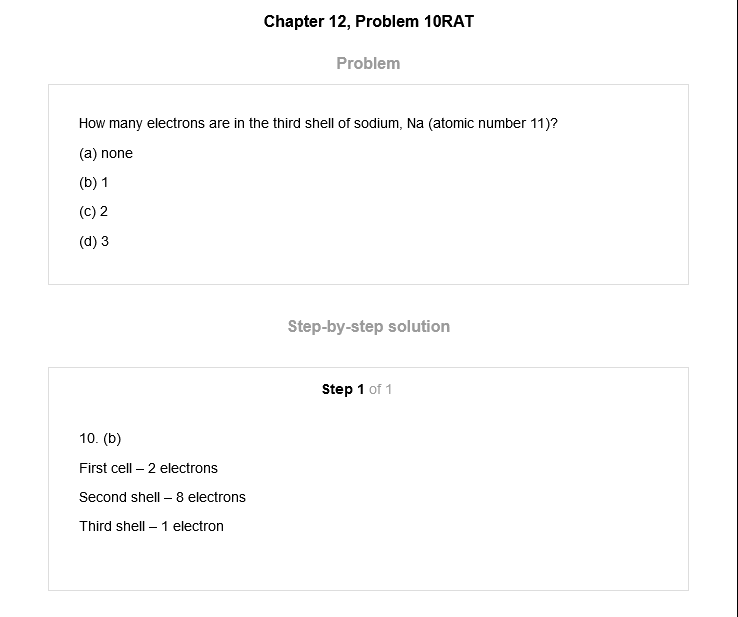 Chapter 12, Problem 10RAT
Problem
How many electrons are in the third shell of sodium, Na (atomic number 11)?
(a) none
(b) 1
(c) 2
(d) 3
Step-by-step solution
Step 1 of 1
10. (b)
First cell – 2 electrons
Second shell – 8 electrons
Third shell – 1 electron